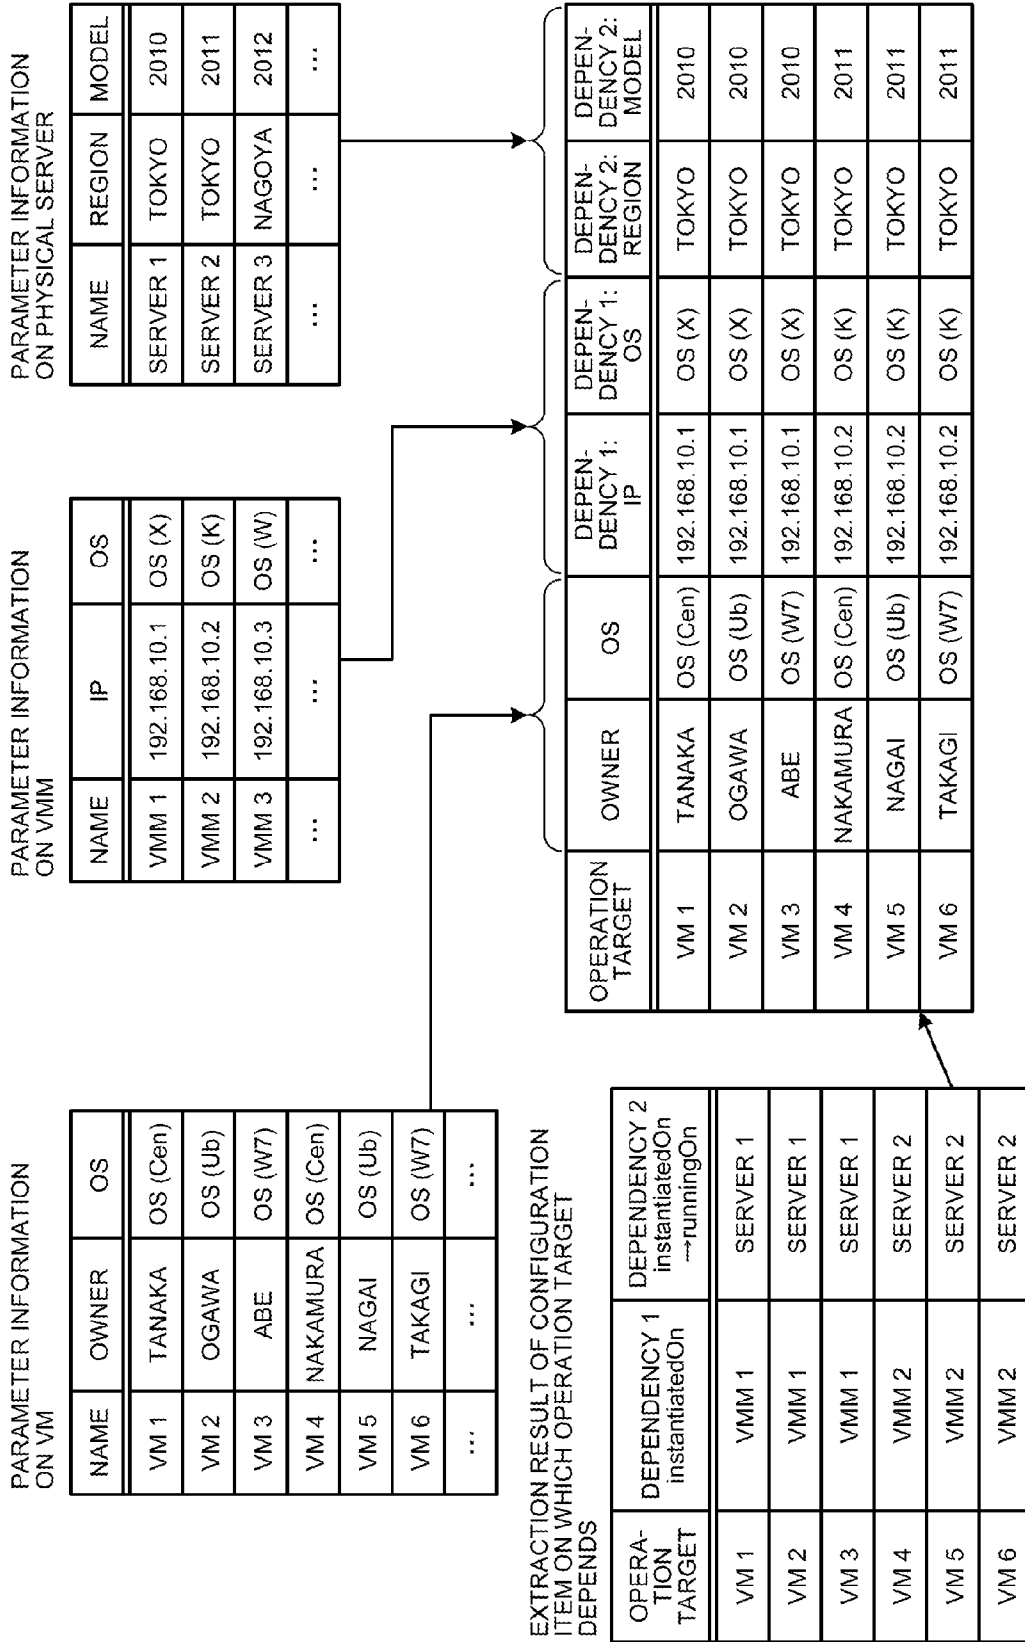 PARAMETER INFORMATION
ON VM
NAME OWNER OS
VM 1 TANAKA OS (Cen)
VM 2 OGAWA OS (Ub)
VM 3 ABE OS (W7)
VM 4 NAKAMURA OS (Cen)
VM 5 NAGAI OS (Ub)
VM 6 TAKAGI OS (W7)
... ... ...
PARAMETER INFORMATION
ON VMM
NAME IP OS
VMM 1 192.168.10.1 OS (X)
VMM 2 192.168.10.2 OS (K)
VMM 3 192.168.10.3 OS (W)
... ... ...
PARAMETER INFORMATION
ON PHYSICAL SERVER
NAME REGION MODEL
SERVER 1 TOKYO 2010
SERVER 2 TOKYO 2011
SERVER 3 NAGOYA 2012
... ... ...
EXTRACTION RESULT OF CONFIGURATION
ITEM ON WHICH OPERATION TARGET
DEPENDS
OPERA-
TION
TARGET
DEPENDENCY 1
instantiatedOn
DEPENDENCY 2
instantiatedOn
→runningOn
VM 1 VMM 1 SERVER 1
VM 2 VMM 1 SERVER 1
VM 3 VMM 1 SERVER 1
VM 4 VMM 2 SERVER 2
VM 5 VMM 2 SERVER 2
VM 6 VMM 2 SERVER 2
OPERATION
TARGET
OWNER
OS
DEPEN-
DENCY 1:
IP
DEPEN-
DENCY 1:
OS
DEPEN-
DENCY 2:
REGION
DEPEN-
DENCY 2:
MODEL
VM 1 TANAKA OS (Cen) 192.168.10.1 OS (X) TOKYO 2010
VM 2 OGAWA OS (Ub) 192.168.10.1 OS (X) TOKYO 2010
VM 3 ABE OS (W7) 192.168.10.1 OS (X) TOKYO 2010
VM 4 NAKAMURA OS (Cen) 192.168.10.2 OS (K) TOKYO 2011
VM 5 NAGAI OS (Ub) 192.168.10.2 OS (K) TOKYO 2011
VM 6 TAKAGI OS (W7) 192.168.10.2 OS (K) TOKYO 2011